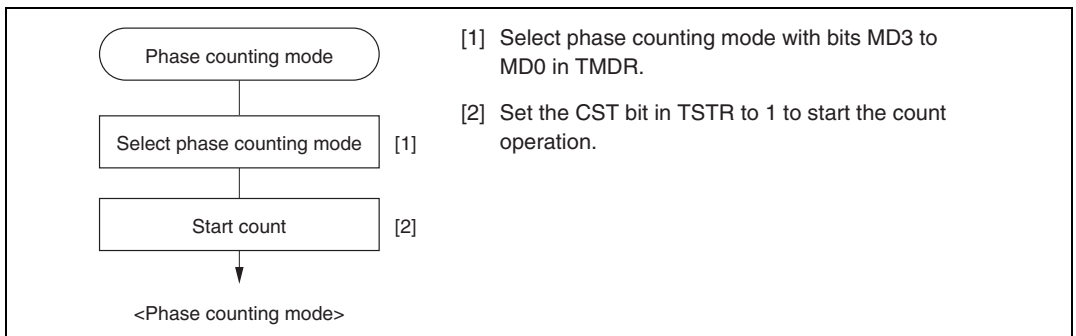 Phase counting mode
Select phase counting mode
[1]
Start count
[2]
<Phase counting mode>
[1] Select phase counting mode with bits MD3 to
MD0 in TMDR.
[2] Set the CST bit in TSTR to 1 to start the count
operation.